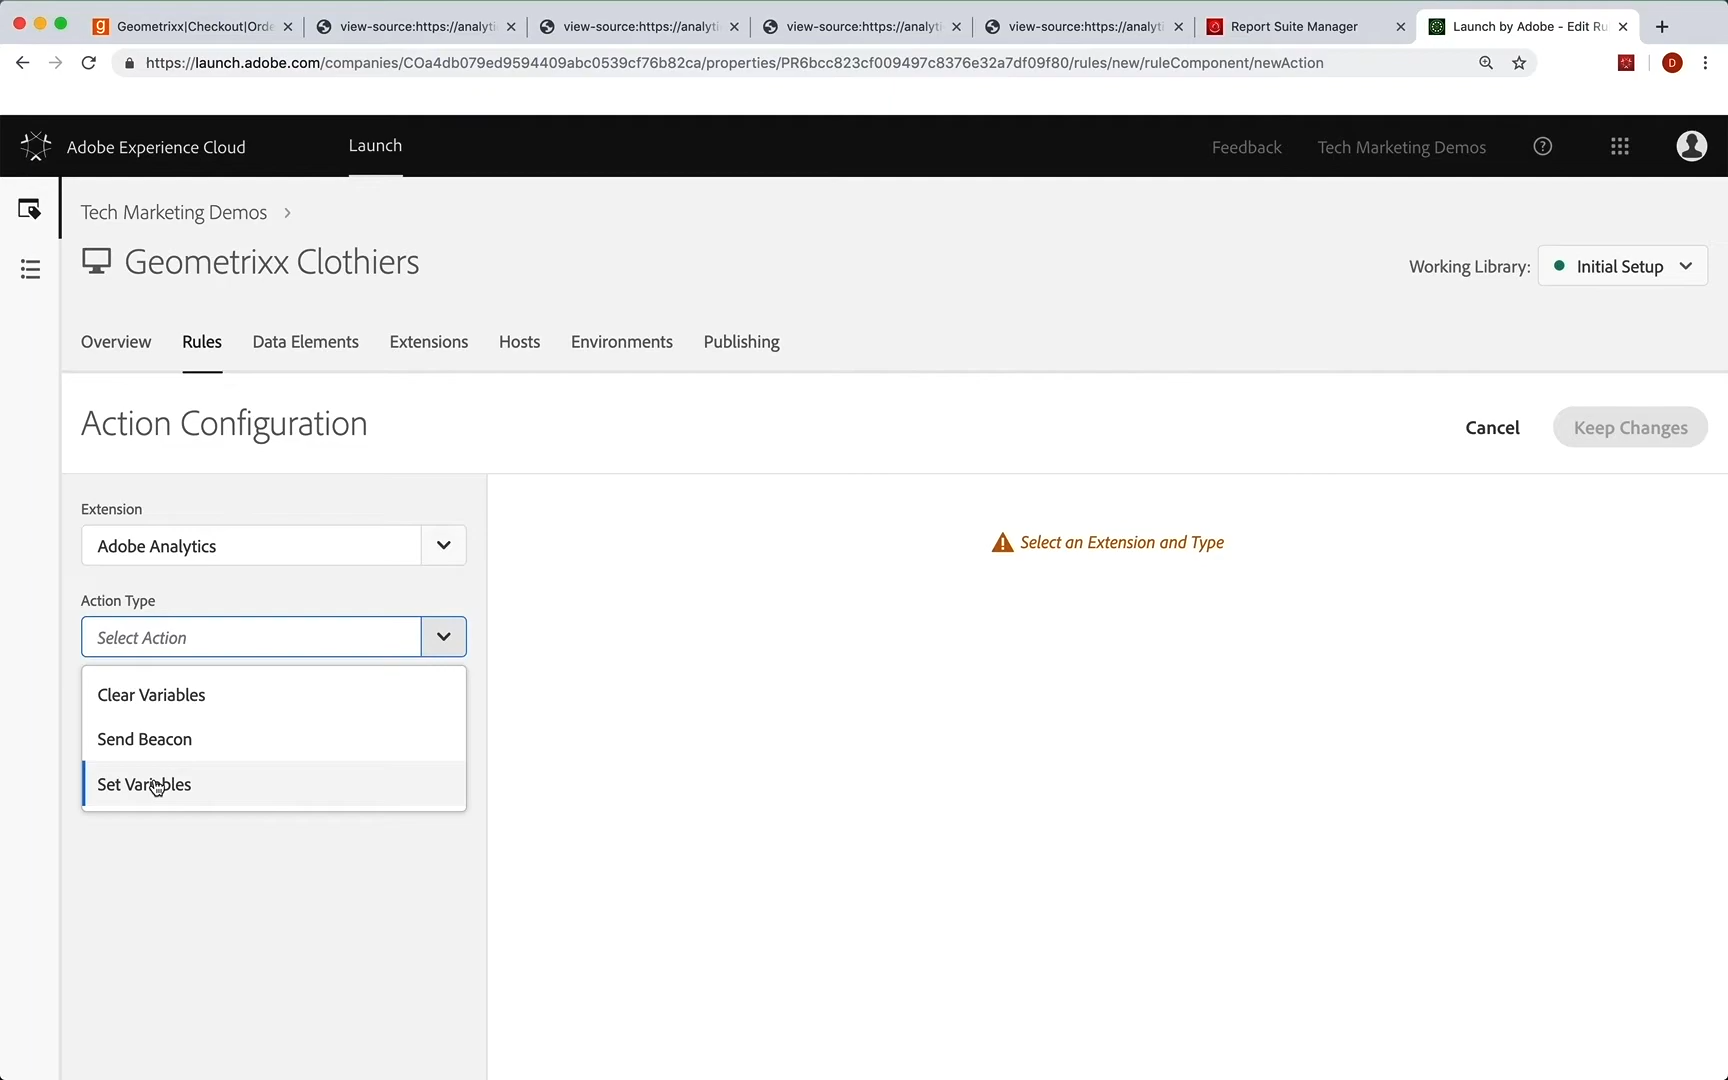 Geometrixx|Checkout|Orde
view-source:https://analyti
view-source:https://analyti
view-source:https://analyti
view-source:https://analyti
Report Suite Manager
Launch by Adobe - Edit Ru
https://launch.adobe.com/companies/COa4db079ed9594409abc0539cf76b82ca/properties/PR6bcc823cf009497c8376e32a7df09f80/rules/new/ruleComponent/newAction
D
Adobe Experience Cloud
Launch
Feedback
Tech Marketing Demos
Tech Marketing Demos
Geometrixx Clothiers
Working Library:
Initial Setup
Overview
Rules
Data Elements
Extensions
Hosts
Environments
Publishing
Action Configuration
Cancel
Keep Changes
Extension
Adobe Analytics
Select an Extension and Type
Action Type
Select Action
Clear Variables
Send Beacon
Set Variables